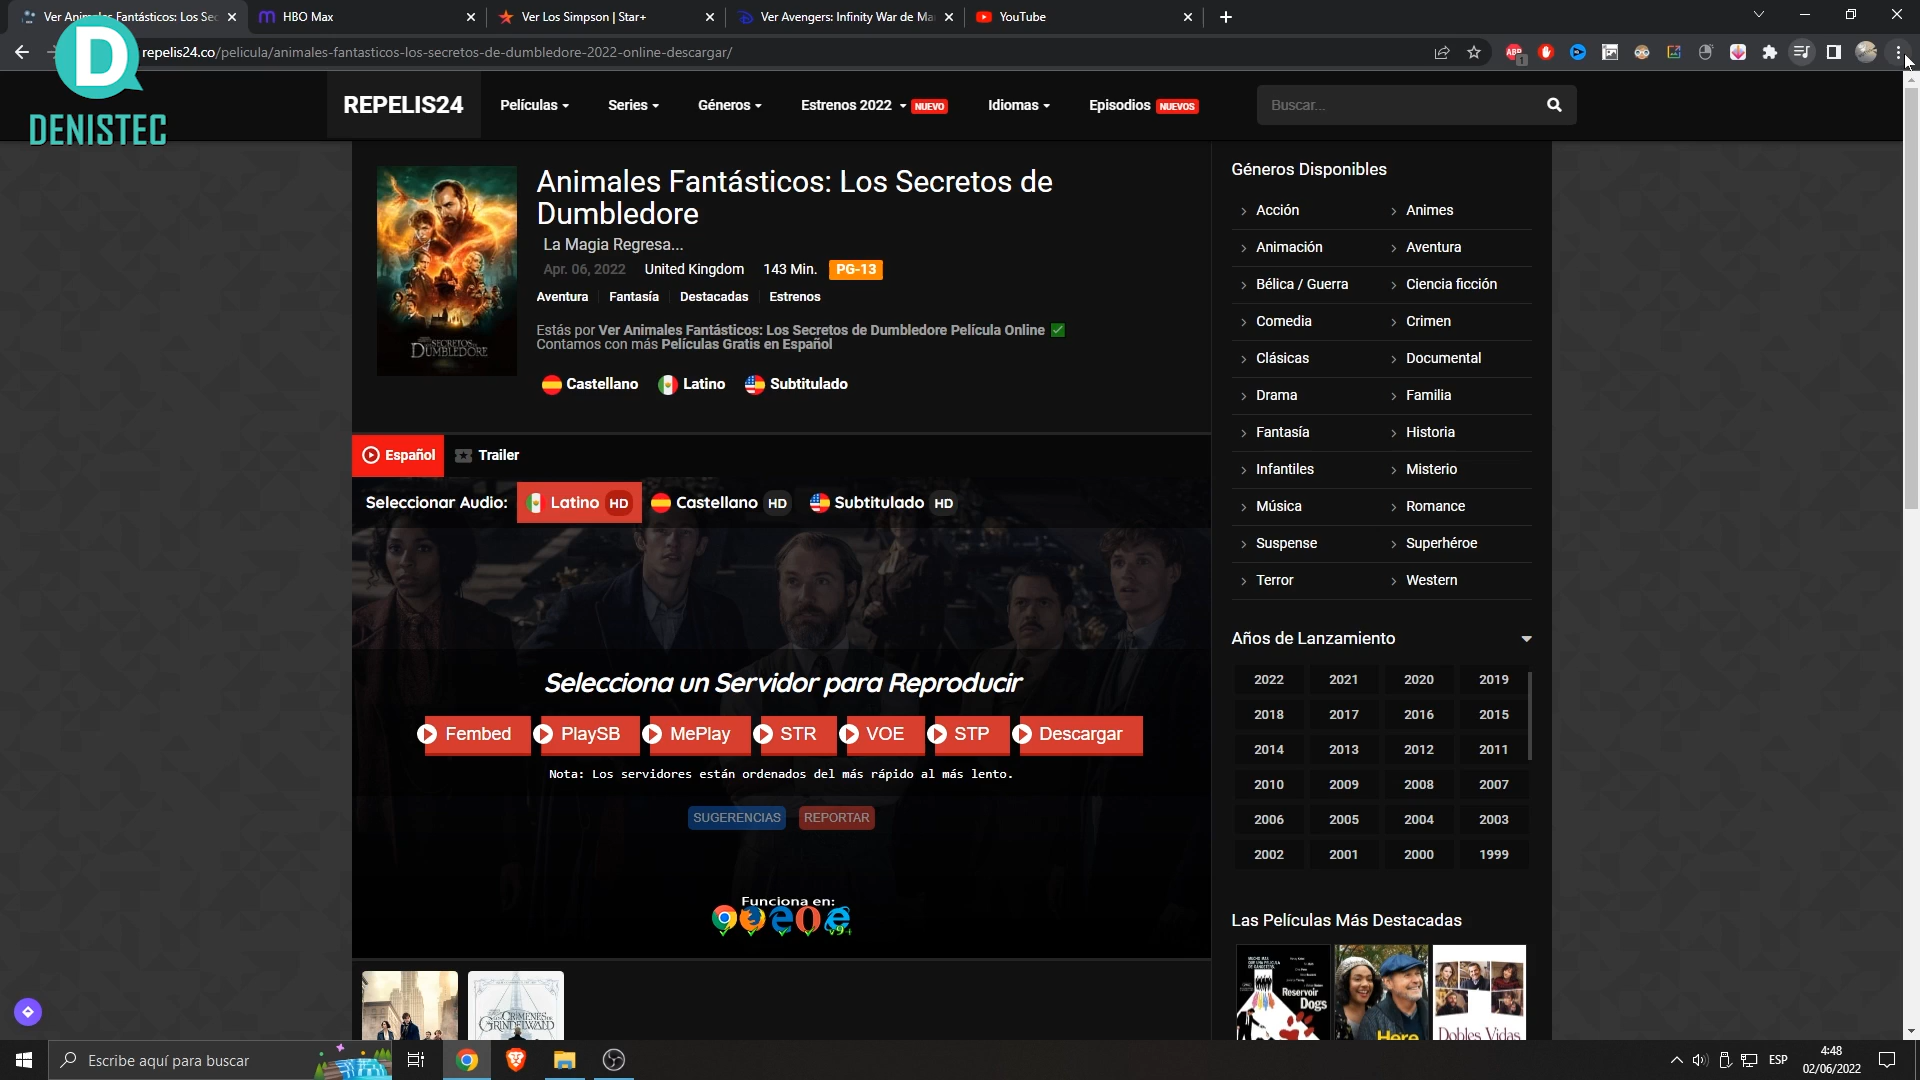 Ver Animales Fantásticos: Los Sec
HBO Max
Ver Los Simpson | Star+
Ver Avengers: Infinity War de Ma
YouTube
repelis24.co/pelicula/animales-fantasticos-los-secretos-de-dumbledore-2022-online-descargar/
ABP
1
D
DENISTEC
REPELIS24
Películas
Series
Géneros
Estrenos 2022
NUEVO
Idiomas
Episodios
NUEVOS
Buscar...
SECRETOS DE
DUMBLEDORE
Animales Fantásticos: Los Secretos de
Dumbledore
La Magia Regresa...
Apr. 06, 2022 United Kingdom 143 Min. PG-13
Aventura Fantasía Destacadas Estrenos
Estás por Ver Animales Fantásticos: Los Secretos de Dumbledore Película Online
Contamos con más Películas Gratis en Español
Castellano Latino Subtitulado
Español Trailer
Seleccionar Audio: Latino HD Castellano HD Subtitulado HD
Selecciona un Servidor para Reproducir
Fembed PlaySB MePlay STR VOE STP Descargar
Nota: Los servidores están ordenados del más rápido al más lento.
SUGERENCIAS REPORTAR
Funciona en:
v9+
CRIMENES DE
GRINDELWALD
Géneros Disponibles
Acción Animes
Animación Aventura
Bélica / Guerra Ciencia ficción
Comedia Crimen
Clásicas Documental
Drama Familia
Fantasía Historia
Infantiles Misterio
Música Romance
Suspense Superhéroe
Terror Western
Años de Lanzamiento
2022 2021 2020 2019
2018 2017 2016 2015
2014 2013 2012 2011
2010 2009 2008 2007
2006 2005 2004 2003
2002 2001 2000 1999
Las Películas Más Destacadas
Reservoir
Dogs
Here
Dobles Vidas
Escribe aquí para buscar
ESP
4:48
02/06/2022